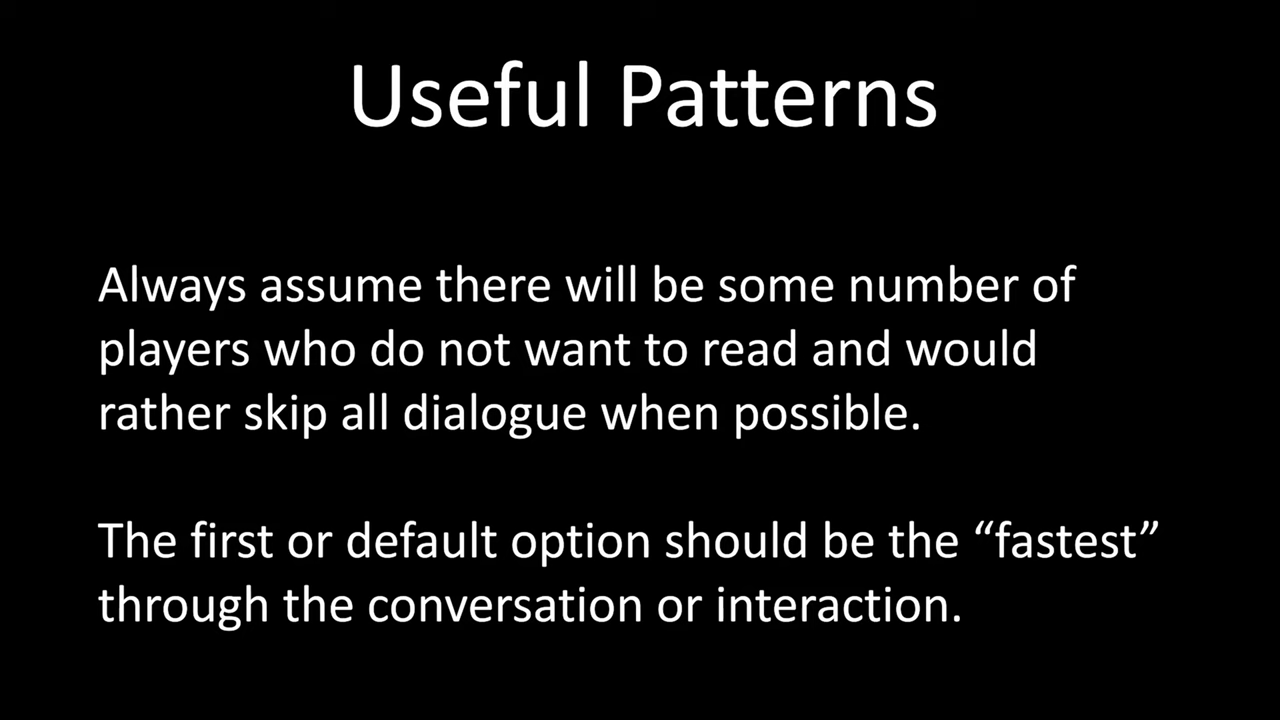 Useful Patterns
Always assume there will be some number of
players who do not want to read and would
rather skip all dialogue when possible.
The first or default option should be the “fastest”
through the conversation or interaction.